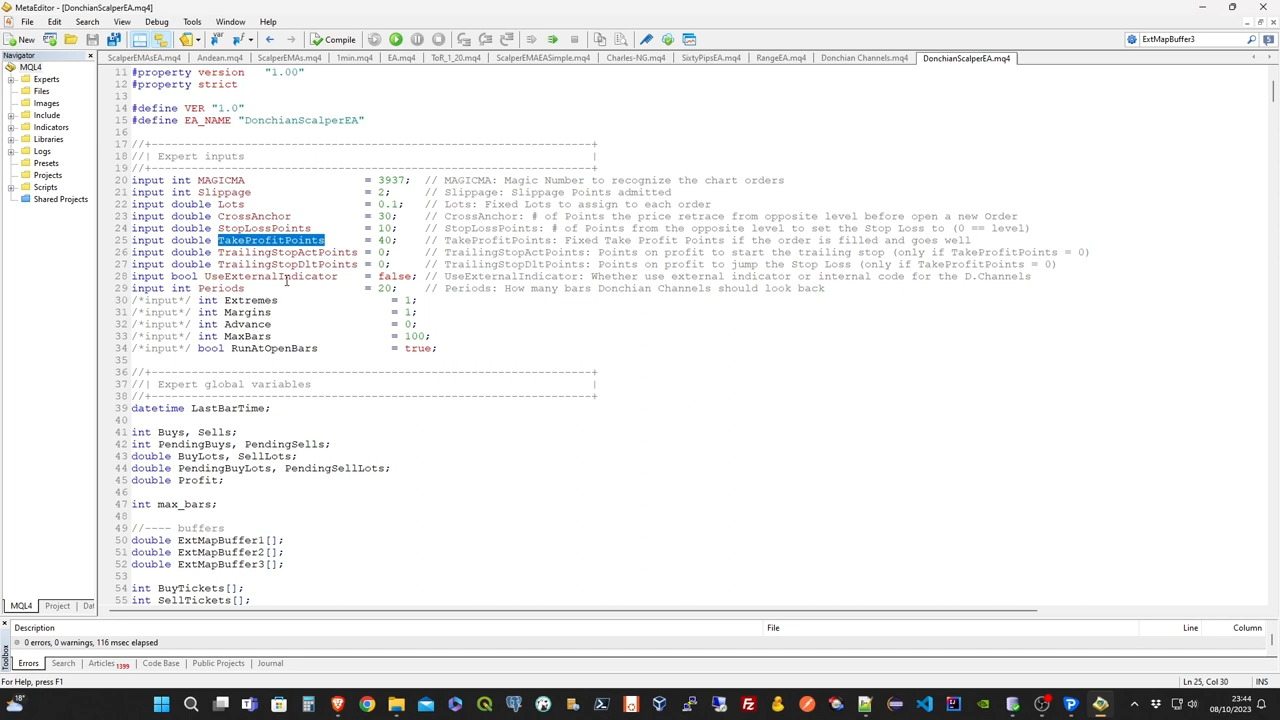 MetaEditor - [DonchianScalperEA.mq4]
File Edit Search View Debug Tools Window Help
New Compile ExtMapBuffer3
Navigator
ScalperEMAsEA.mq4 Andean.mq4 ScalperEMAs.mq4 1min.mq4 EA.mq4 ToR_1_20.mq4 ScalperEMAEASimple.mq4 Charles-NG.mq4 SixtyPipsEA.mq4 RangeEA.mq4 Donchian Channels.mq4 DonchianScalperEA.mq4
MQL4
Experts
Files
Images
Include
Indicators
Libraries
Logs
Presets
Projects
Scripts
Shared Projects
11 #property version "1.00"
12 #property strict
13
14 #define VER "1.0"
15 #define EA_NAME "DonchianScalperEA"
16
17 //+------------------------------------------------------------------+
18 //| Expert inputs |
19 //+------------------------------------------------------------------+
20 input int MAGICMA = 3937; // MAGICMA: Magic Number to recognize the chart orders
21 input int Slippage = 2; // Slippage: Slippage Points admitted
22 input double Lots = 0.1; // Lots: Fixed Lots to assign to each order
23 input double CrossAnchor = 30; // CrossAnchor: # of Points the price retrace from opposite level before open a new Order
24 input double StopLossPoints = 10; // StopLossPoints: # of Points from the opposite level to set the Stop Loss to (0 == level)
25 input double TakeProfitPoints = 40; // TakeProfitPoints: Fixed Take Profit Points if the order is filled and goes well
26 input double TrailingStopActPoints = 0; // TrailingStopActPoints: Points on profit to start the trailing stop (only if TakeProfitPoints = 0)
27 input double TrailingStopDltPoints = 0; // TrailingStopDltPoints: Points on profit to jump the Stop Loss (only if TakeProfitPoints = 0)
28 input bool UseExternalIndicator = false; // UseExternalIndicator: Whether use external indicator or internal code for the D.Channels
29 input int Periods = 20; // Periods: How many bars Donchian Channels should look back
30 /*input*/ int Extremes = 1;
31 /*input*/ int Margins = 1;
32 /*input*/ int Advance = 0;
33 /*input*/ int MaxBars = 100;
34 /*input*/ bool RunAtOpenBars = true;
35
36 //+------------------------------------------------------------------+
37 //| Expert global variables |
38 //+------------------------------------------------------------------+
39 datetime LastBarTime;
40
41 int Buys, Sells;
42 int PendingBuys, PendingSells;
43 double BuyLots, SellLots;
44 double PendingBuyLots, PendingSellLots;
45 double Profit;
46
47 int max_bars;
48
49 //---- buffers
50 double ExtMapBuffer1[];
51 double ExtMapBuffer2[];
52 double ExtMapBuffer3[];
53
54 int BuyTickets[];
55 int SellTickets[];
MQL4 Project Dat
Description File Line Column
0 errors, 0 warnings, 116 msec elapsed
Toolbox
Errors Search Articles 1399 Code Base Public Projects Journal
For Help, press F1 Ln 25, Col 30 INS
18° 23:44
08/10/2023